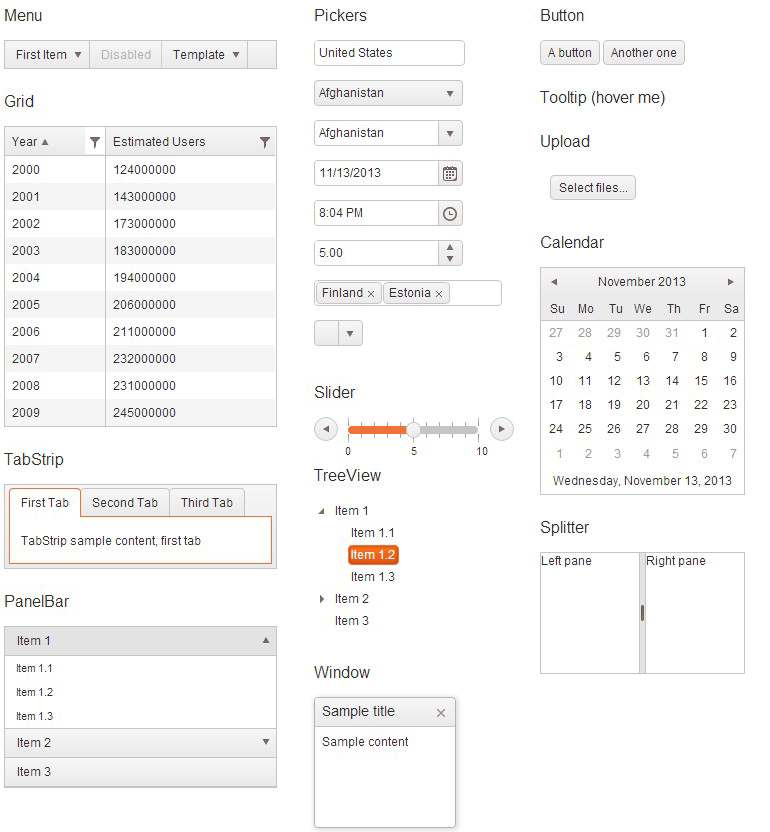 Menu
First Item Disabled Template
Grid
Year Estimated Users
2000 124000000
2001 143000000
2002 173000000
2003 183000000
2004 194000000
2005 206000000
2006 211000000
2007 232000000
2008 231000000
2009 245000000
TabStrip
First Tab Second Tab Third Tab
TabStrip sample content, first tab
PanelBar
Item 1
Item 1.1
Item 1.2
Item 1.3
Item 2
Item 3
Pickers
United States
Afghanistan
Afghanistan
11/13/2013
8:04 PM
5.00
Finland Estonia
Slider
0 5 10
TreeView
Item 1
Item 1.1
Item 1.2
Item 1.3
Item 2
Item 3
Window
Sample title
Sample content
Button
A button Another one
Tooltip (hover me)
Upload
Select files...
Calendar
November 2013
Su Mo Tu We Th Fr Sa
27 28 29 30 31 1 2
3 4 5 6 7 8 9
10 11 12 13 14 15 16
17 18 19 20 21 22 23
24 25 26 27 28 29 30
1 2 3 4 5 6 7
Wednesday, November 13, 2013
Splitter
Left pane Right pane